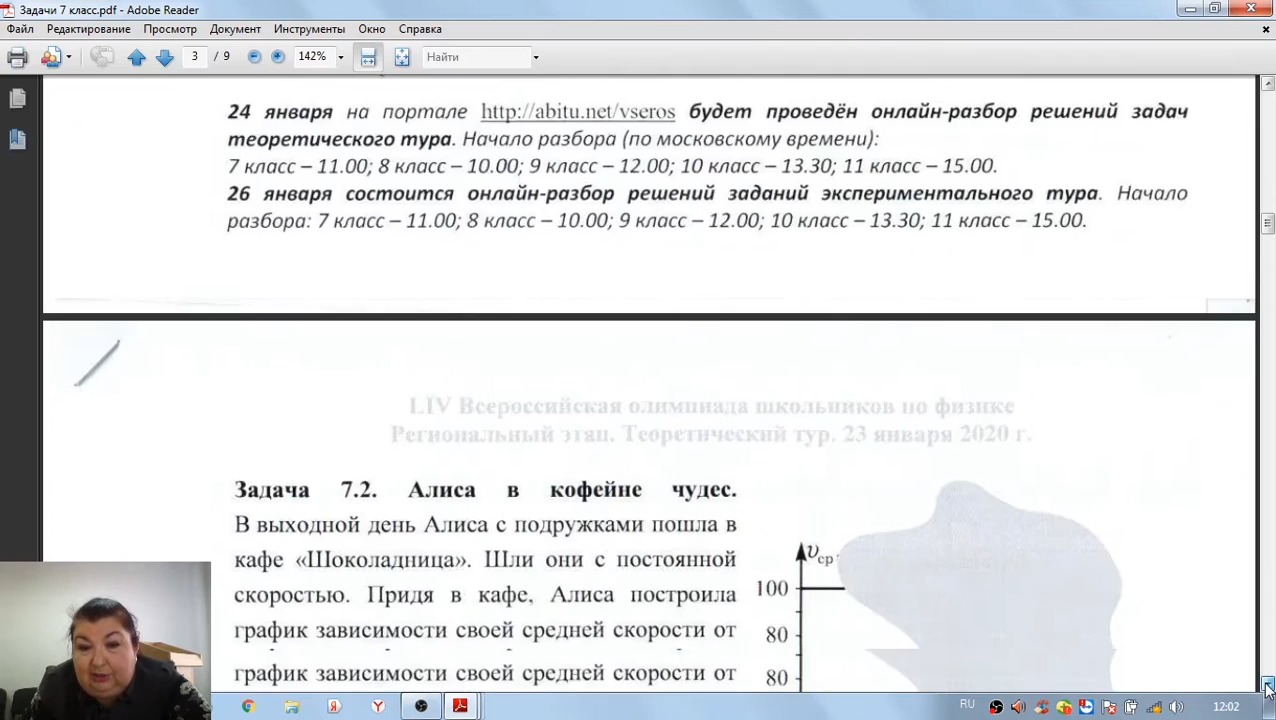 Задачи 7 класс.pdf - Adobe Reader
Файл Редактирование Просмотр Документ Инструменты Окно Справка
3 / 9 142% Найти
24 января на портале http://abitu.net/vseros будет проведён онлайн-разбор решений задач
теоретического тура. Начало разбора (по московскому времени):
7 класс – 11.00; 8 класс – 10.00; 9 класс – 12.00; 10 класс – 13.30; 11 класс – 15.00.
26 января состоится онлайн-разбор решений заданий экспериментального тура. Начало
разбора: 7 класс – 11.00; 8 класс – 10.00; 9 класс – 12.00; 10 класс – 13.30; 11 класс – 15.00.
LIV Всероссийская олимпиада школьников по физике
Региональный этап. Теоретический тур. 23 января 2020 г.
Задача 7.2. Алиса в кофейне чудес.
В выходной день Алиса с подружками пошла в
кафе «Шоколадница». Шли они с постоянной
скоростью. Придя в кафе, Алиса построила
график зависимости своей средней скорости от
график зависимости своей средней скорости от
υср
100
80
80
RU 12:02